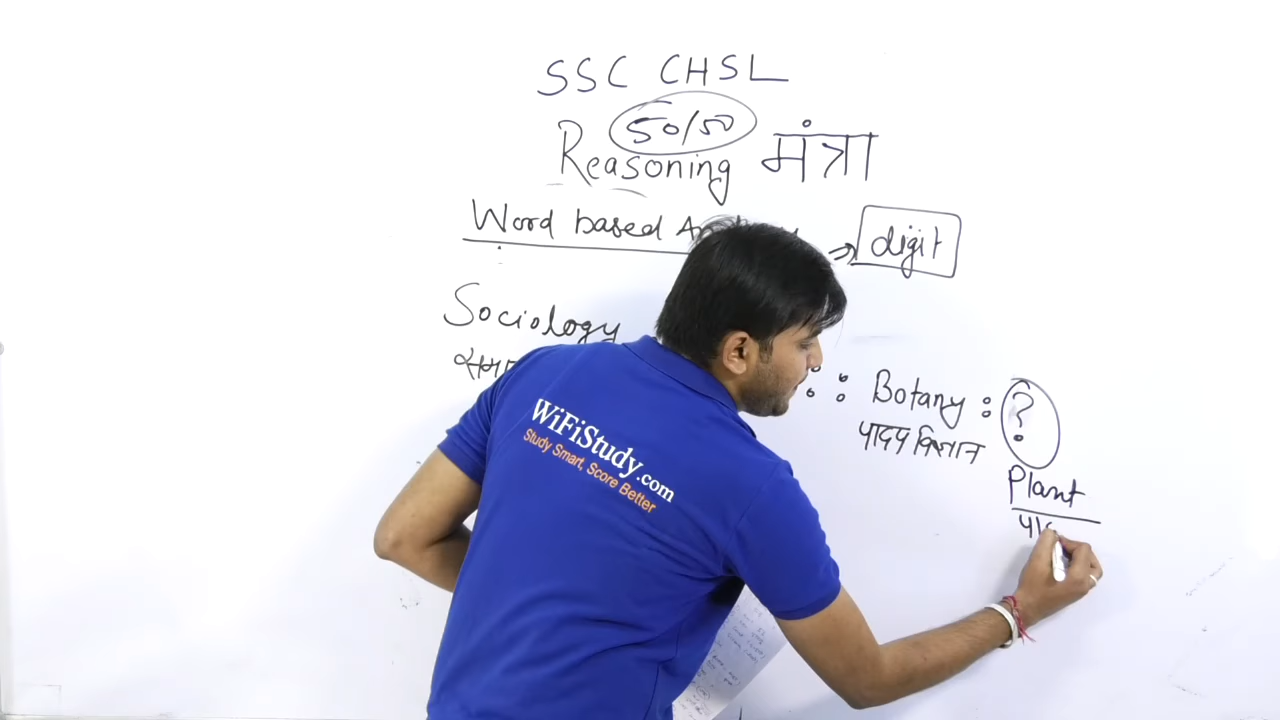 SSC CHSL
50/50
Reasoning मंत्रा
Word based
digit
Sociology
Botany : ?
पादप विज्ञान
Plant
WiFiStudy.com
Study Smart, Score Better